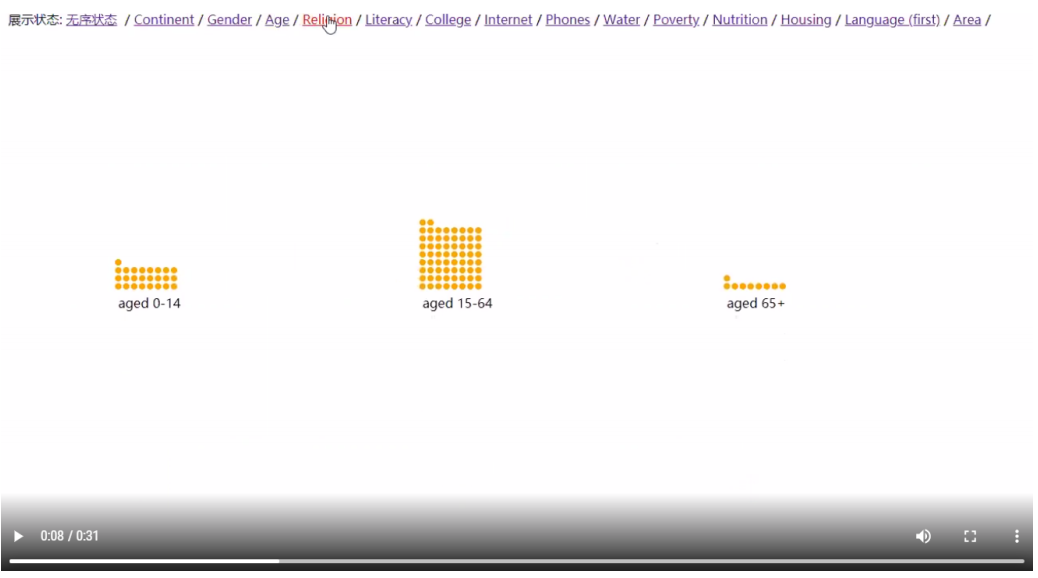 展示状态: 无序状态 / Continent / Gender / Age / Religion / Literacy / College / Internet / Phones / Water / Poverty / Nutrition / Housing / Language (first) / Area /
aged 0-14 aged 15-64 aged 65+
0:08 / 0:31